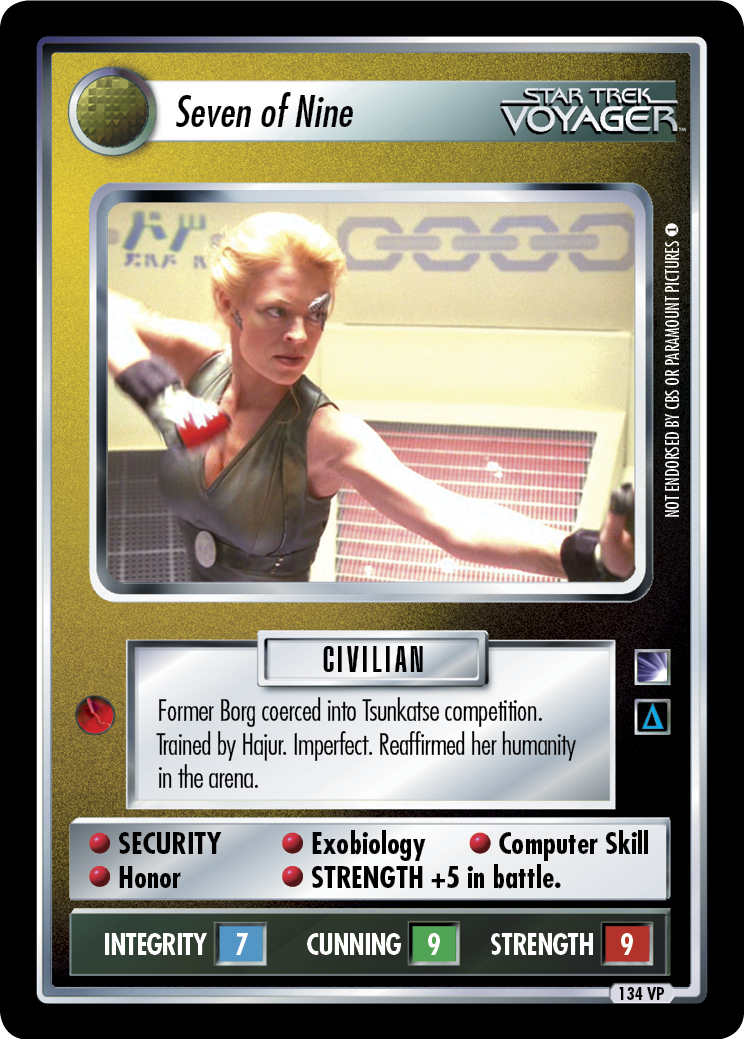 Seven of Nine
STAR TREK
VOYAGER™
NOT ENDORSED BY CBS OR PARAMOUNT PICTURES 1
CIVILIAN
Former Borg coerced into Tsunkatse competition.
Trained by Hajur. Imperfect. Reaffirmed her humanity
in the arena.
SECURITY Exobiology Computer Skill
Honor STRENGTH +5 in battle.
INTEGRITY 7 CUNNING 9 STRENGTH 9
134 VP